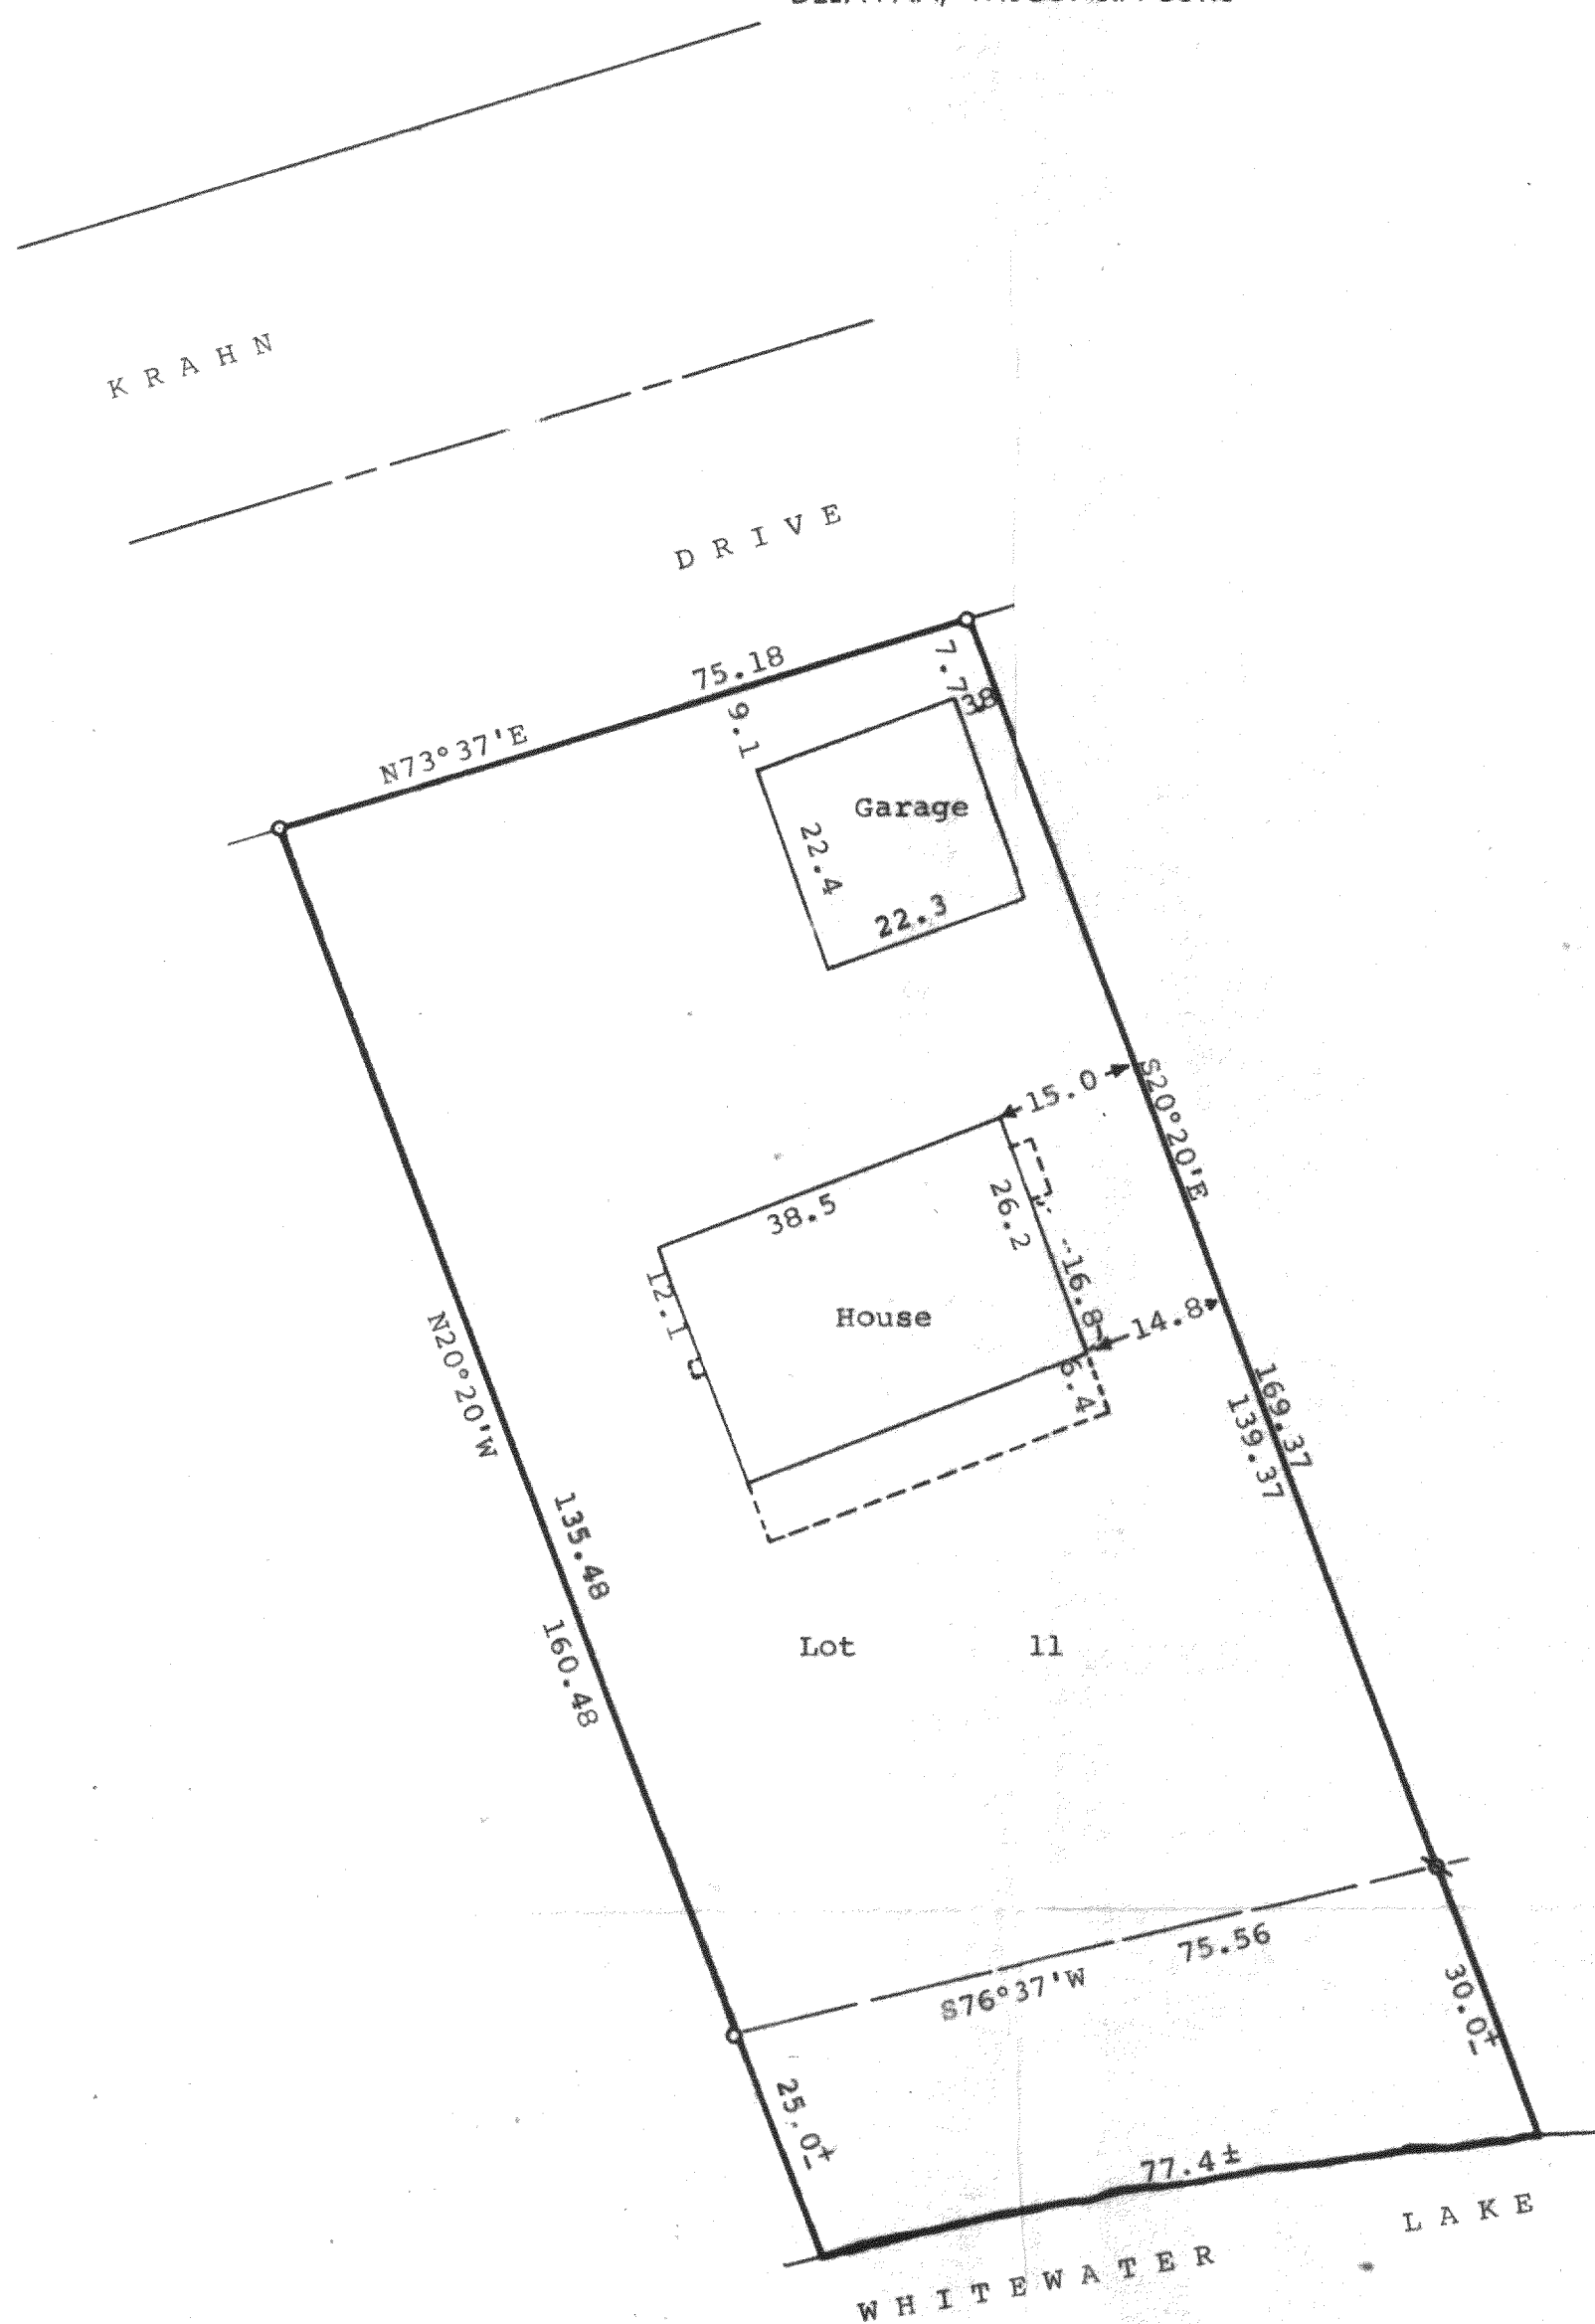 KRAHN
DRIVE
75.18
N73°37'E
7.7
38
9.1
Garage
22.4
22.3
15.0
S20°20'E
38.5
26.2
12.1
16.8
House
14.8
6.4
N20°20'W
169.37
139.37
135.48
160.48
Lot 11
75.56
S76°37'W
30.0±
25.0±
77.4±
WHITEWATER LAKE